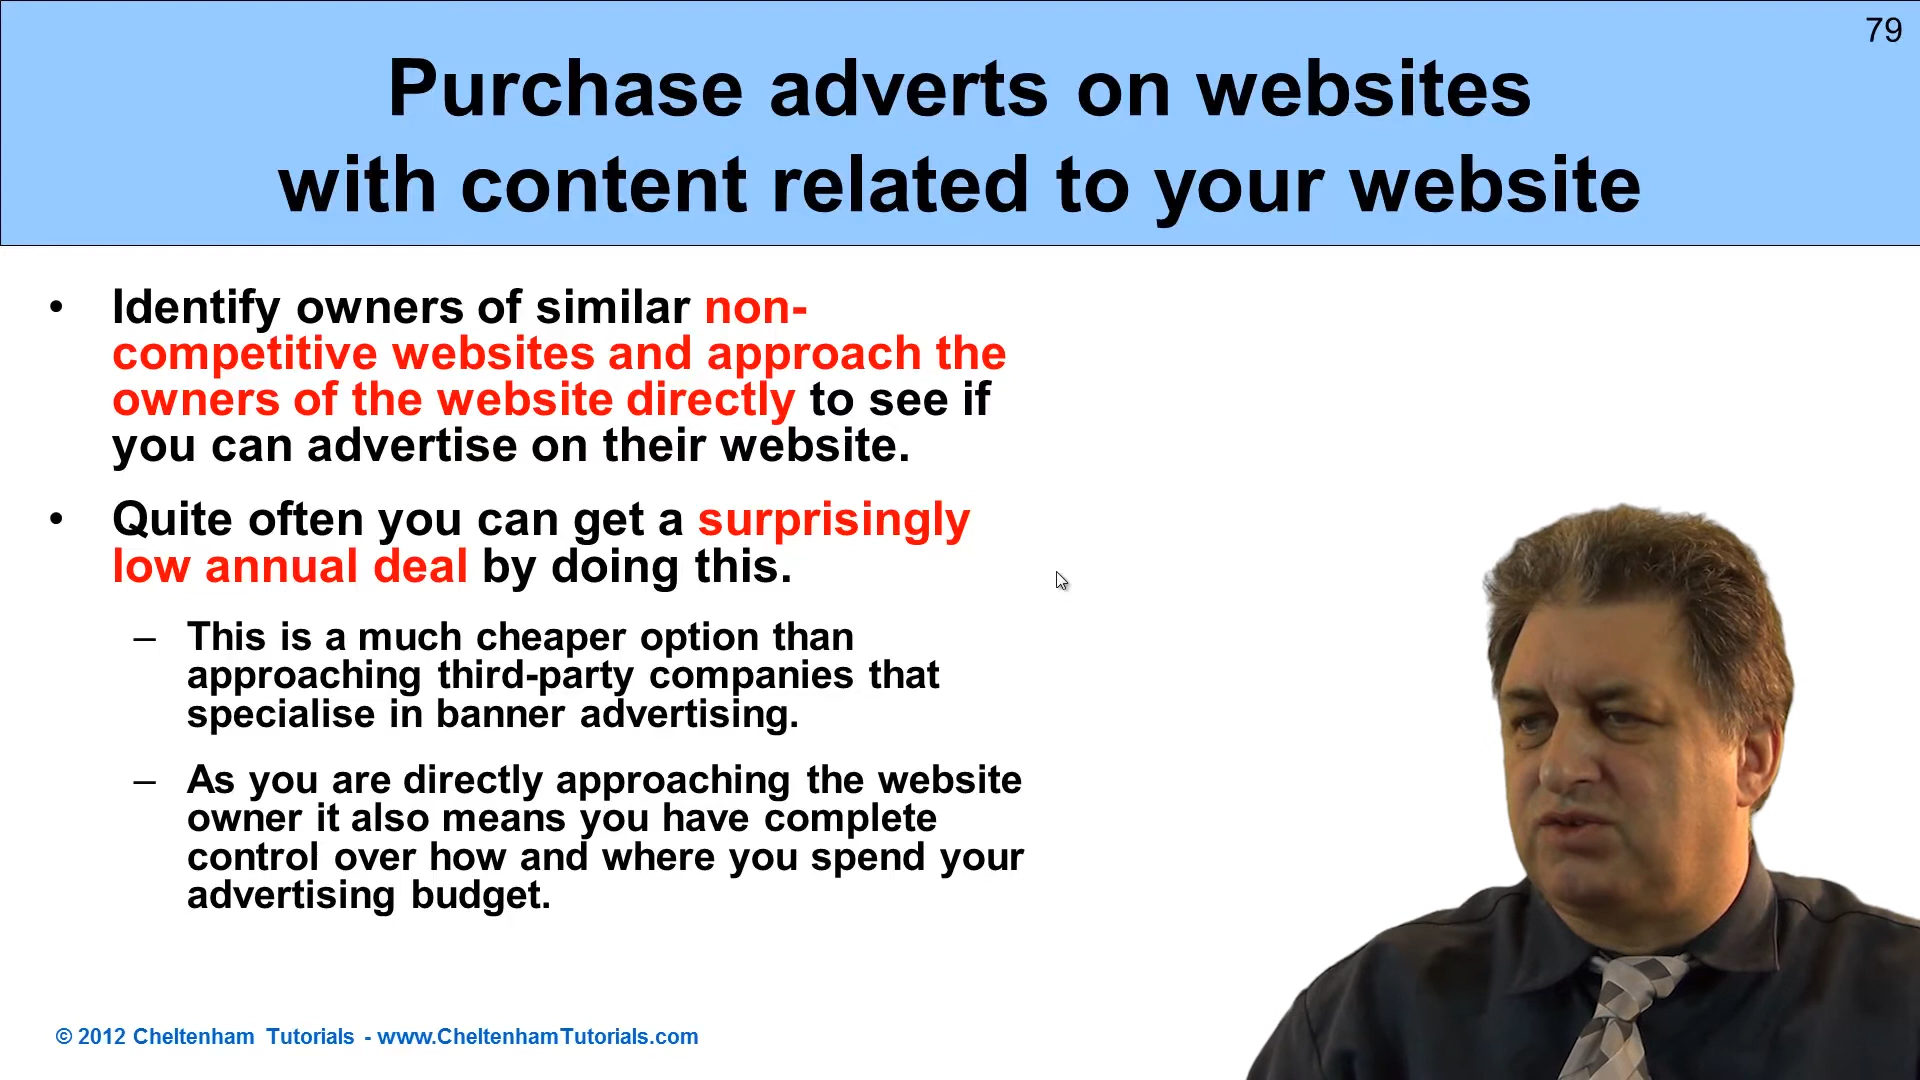 79
Purchase adverts on websites
with content related to your website
• Identify owners of similar non-
competitive websites and approach the
owners of the website directly to see if
you can advertise on their website.
• Quite often you can get a surprisingly
low annual deal by doing this.
– This is a much cheaper option than
approaching third-party companies that
specialise in banner advertising.
– As you are directly approaching the website
owner it also means you have complete
control over how and where you spend your
advertising budget.
© 2012 Cheltenham Tutorials - www.CheltenhamTutorials.com